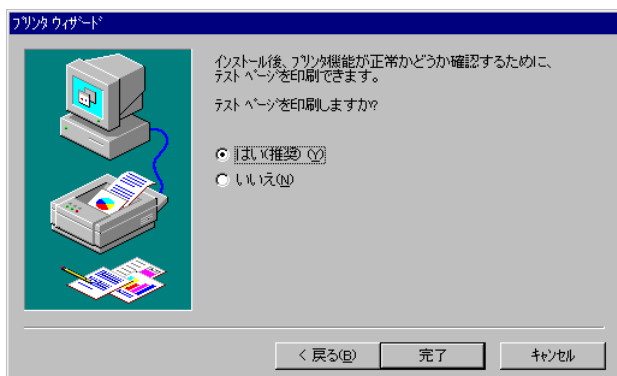 プリンタ ウィザード
インストール後、プリンタ機能が正常かどうか確認するために、
テスト ページを印刷できます。
テスト ページを印刷しますか?
はい(推奨) (Y)
いいえ(N)
< 戻る(B)
完了
キャンセル